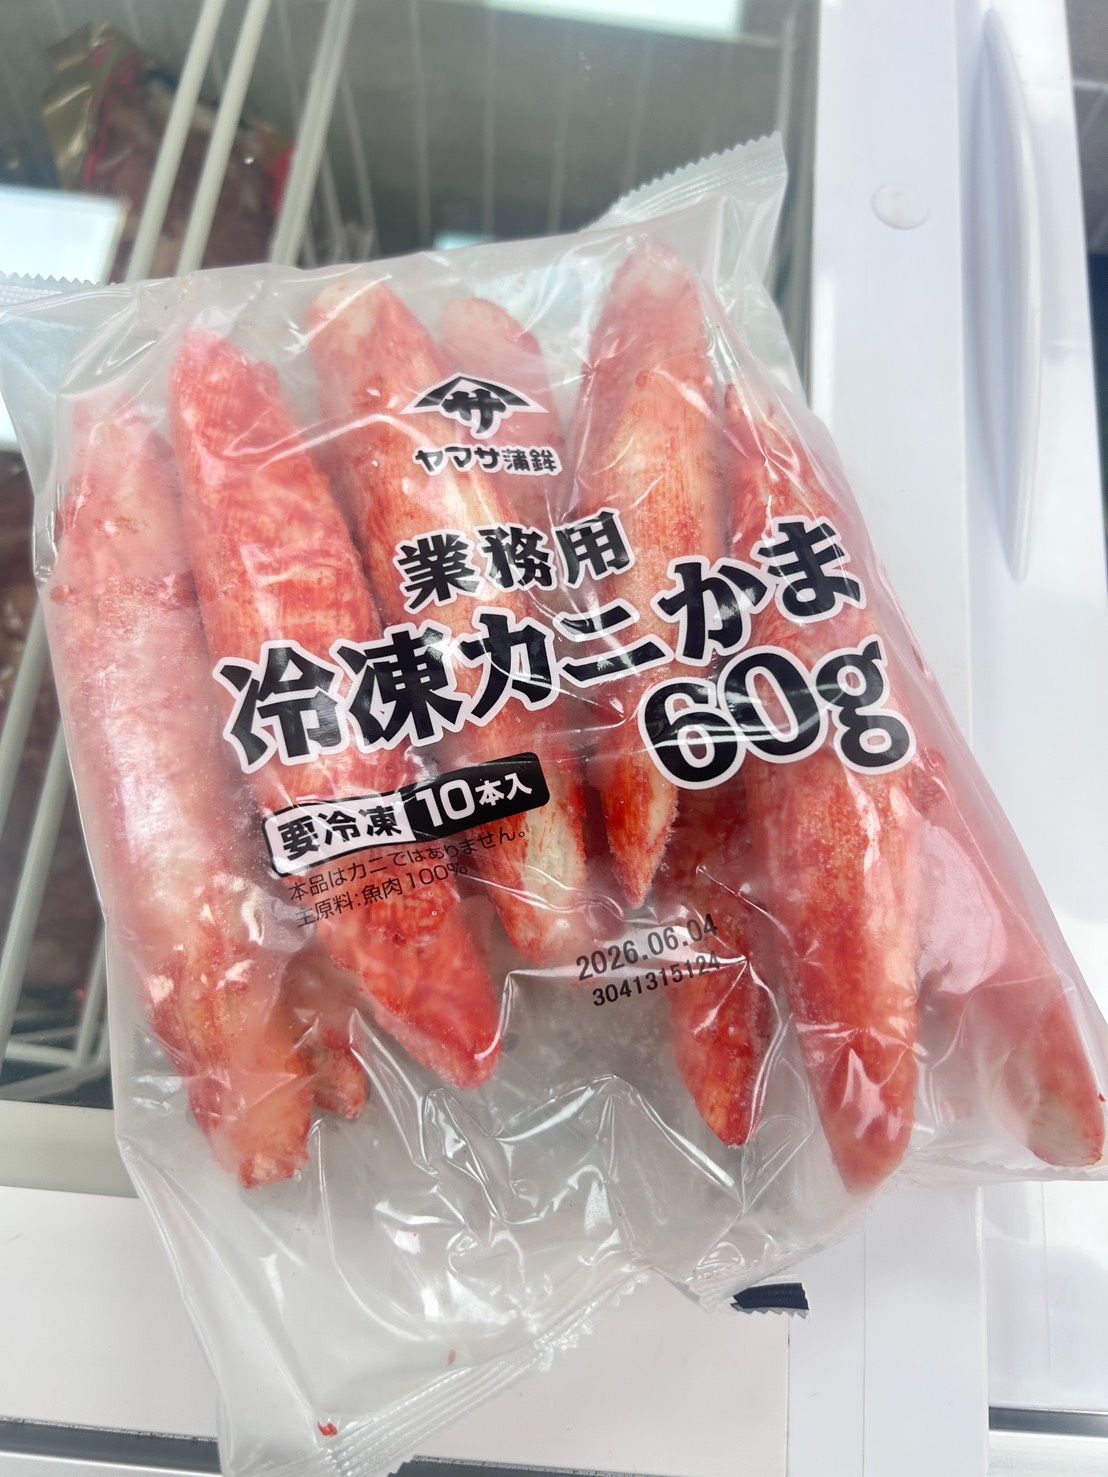 サ
ヤマサ蒲鉾
業務用
冷凍カニかま
60g
要冷凍 10本入
本品はカニではありません。
主原料:魚肉100%
2026.06.04
3041315124